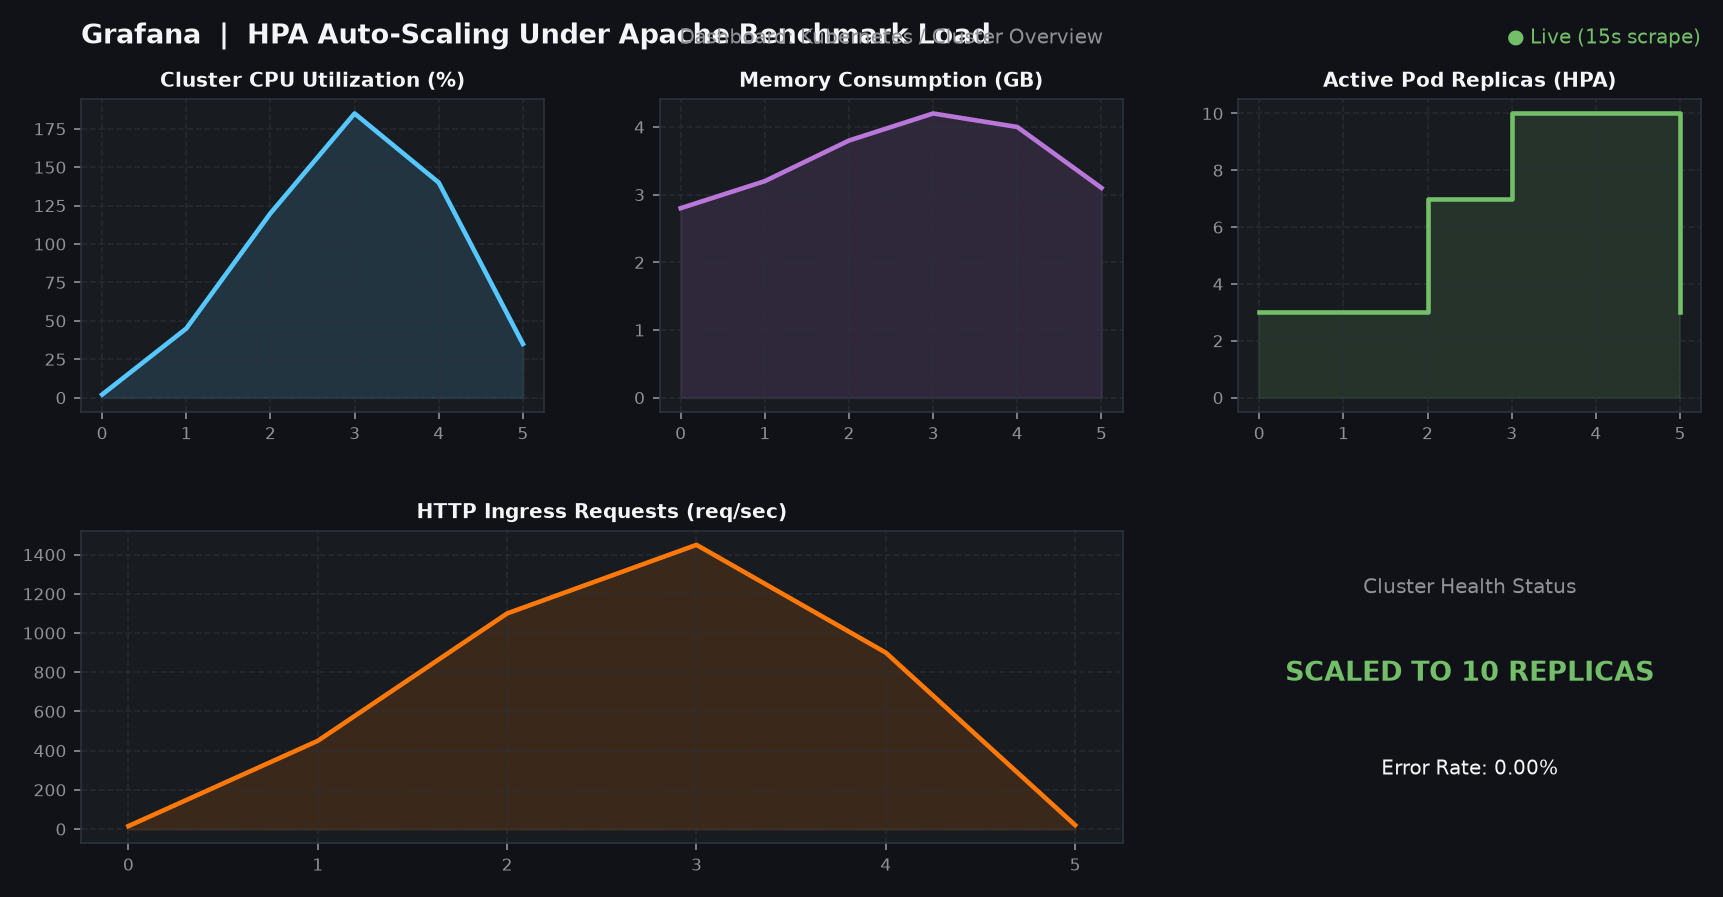 Grafana | HPA Auto-Scaling Under Apache Benchmark Load
Dashboard: Kubernetes / Cluster Overview
● Live (15s scrape)
Cluster CPU Utilization (%)
175
150
125
100
75
50
25
0
0 1 2 3 4 5
Memory Consumption (GB)
4
3
2
1
0
0 1 2 3 4 5
Active Pod Replicas (HPA)
10
8
6
4
2
0
0 1 2 3 4 5
HTTP Ingress Requests (req/sec)
1400
1200
1000
800
600
400
200
0
0 1 2 3 4 5
Cluster Health Status
SCALED TO 10 REPLICAS
Error Rate: 0.00%